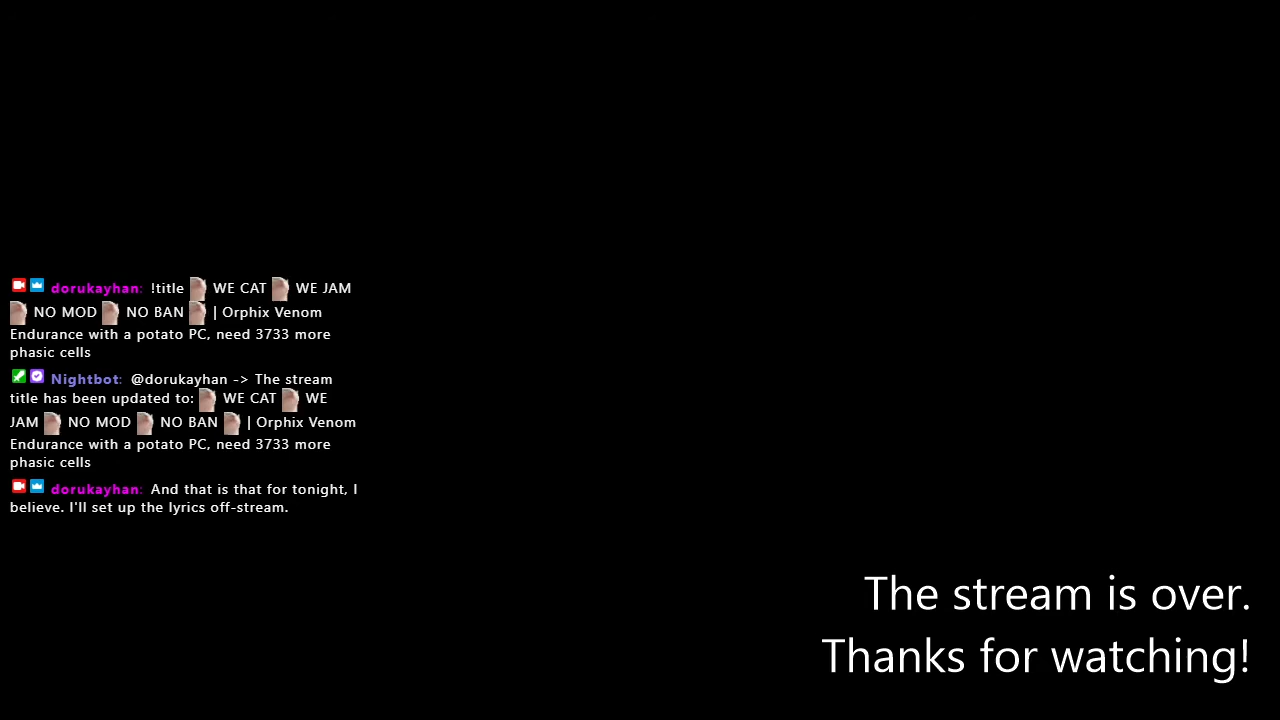 dorukayhan: !title WE CAT WE JAM
NO MOD NO BAN | Orphix Venom
Endurance with a potato PC, need 3733 more
phasic cells
Nightbot: @dorukayhan -> The stream
title has been updated to: WE CAT WE
JAM NO MOD NO BAN | Orphix Venom
Endurance with a potato PC, need 3733 more
phasic cells
dorukayhan: And that is that for tonight, I
believe. I'll set up the lyrics off-stream.
The stream is over.
Thanks for watching!